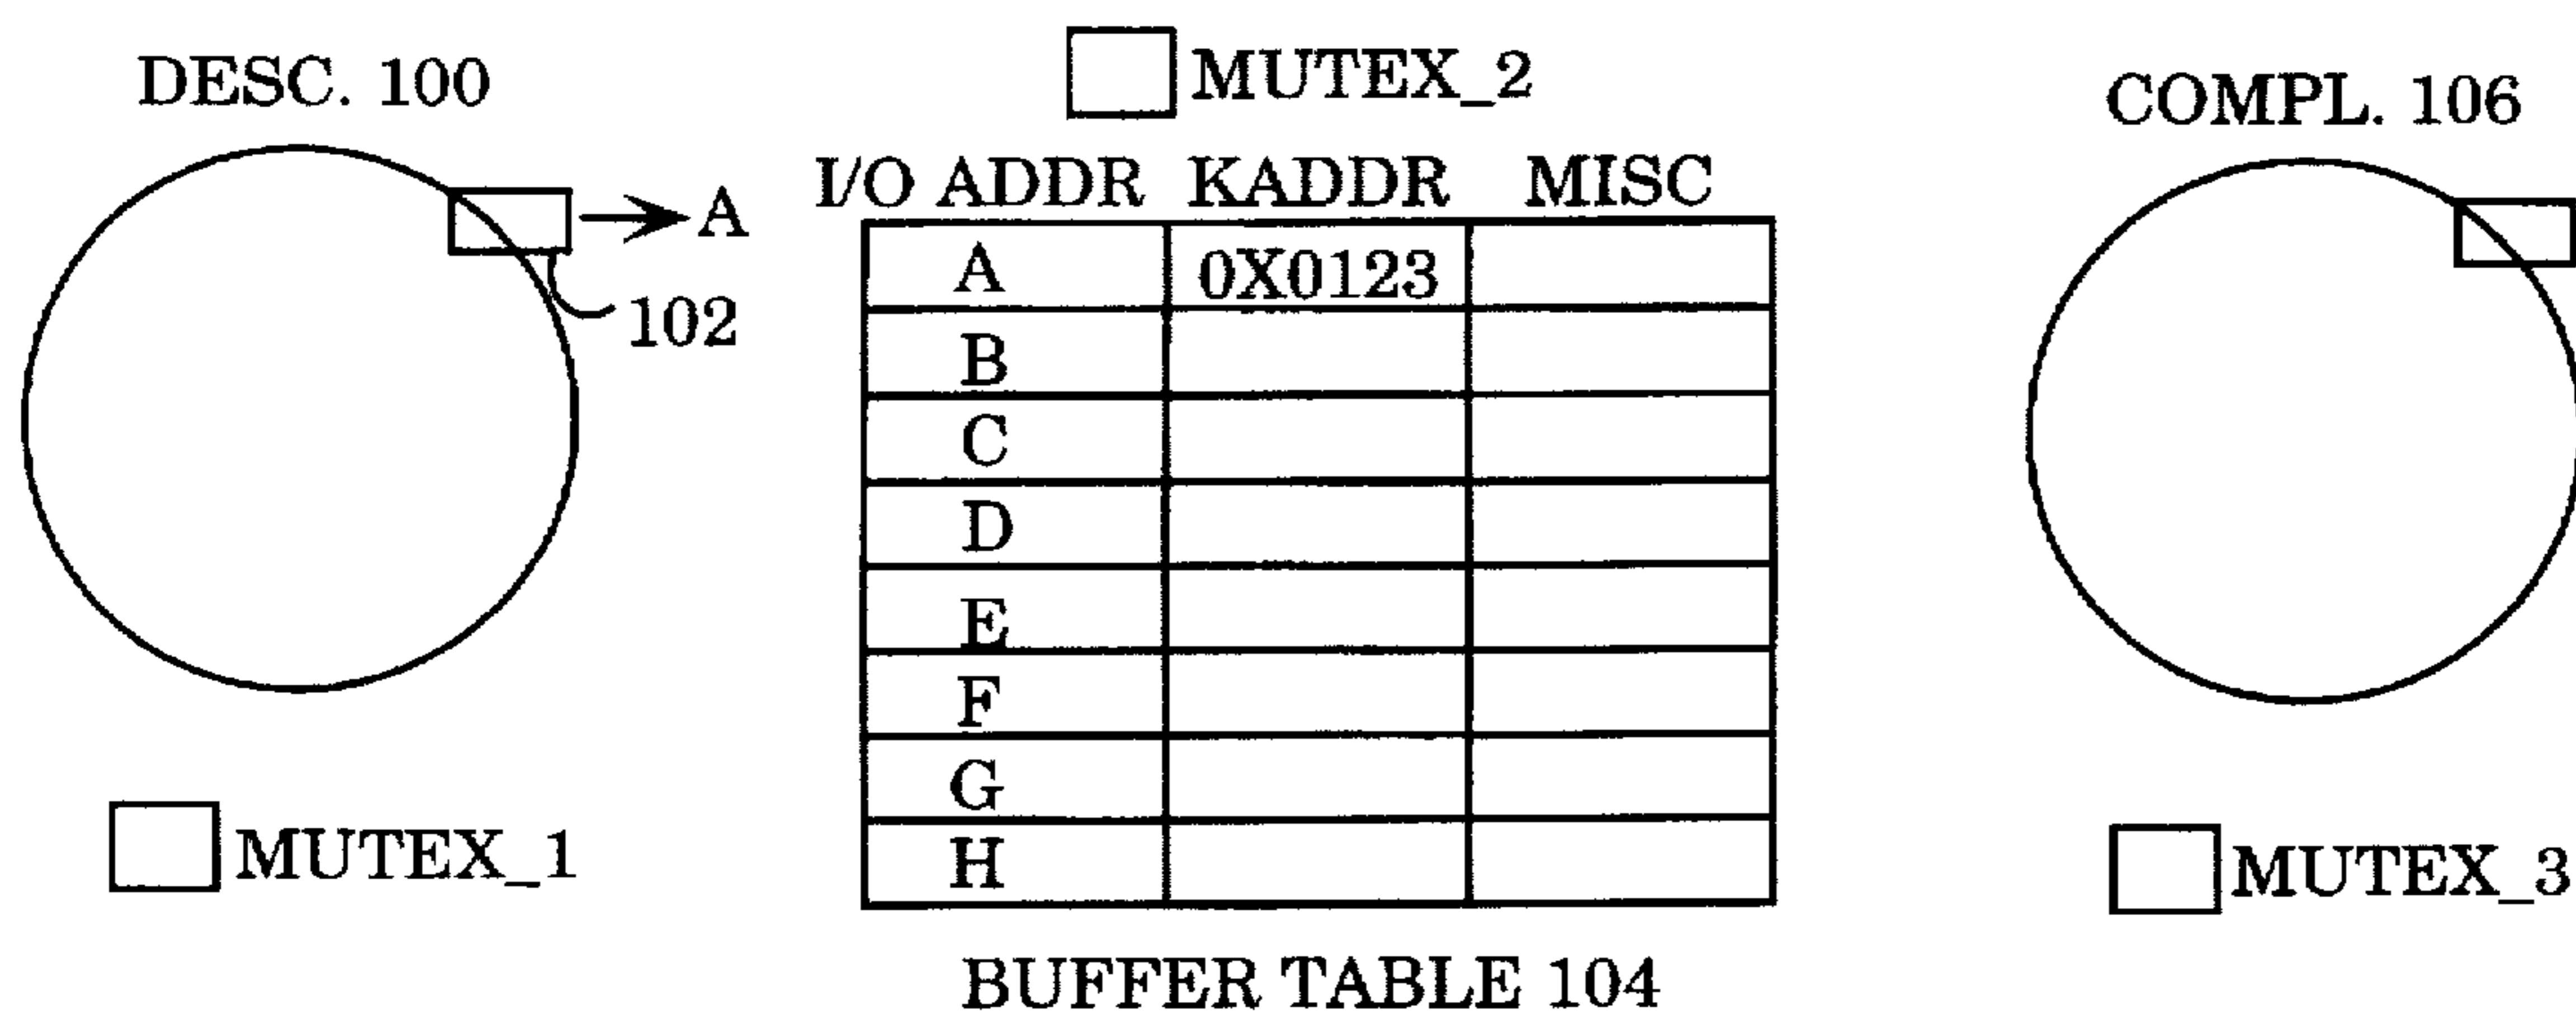 DESC. 100
A
102
MUTEX_1
MUTEX_2
I/O ADDR KADDR MISC
A 0X0123
B
C
D
E
F
G
H
BUFFER TABLE 104
COMPL. 106
MUTEX_3